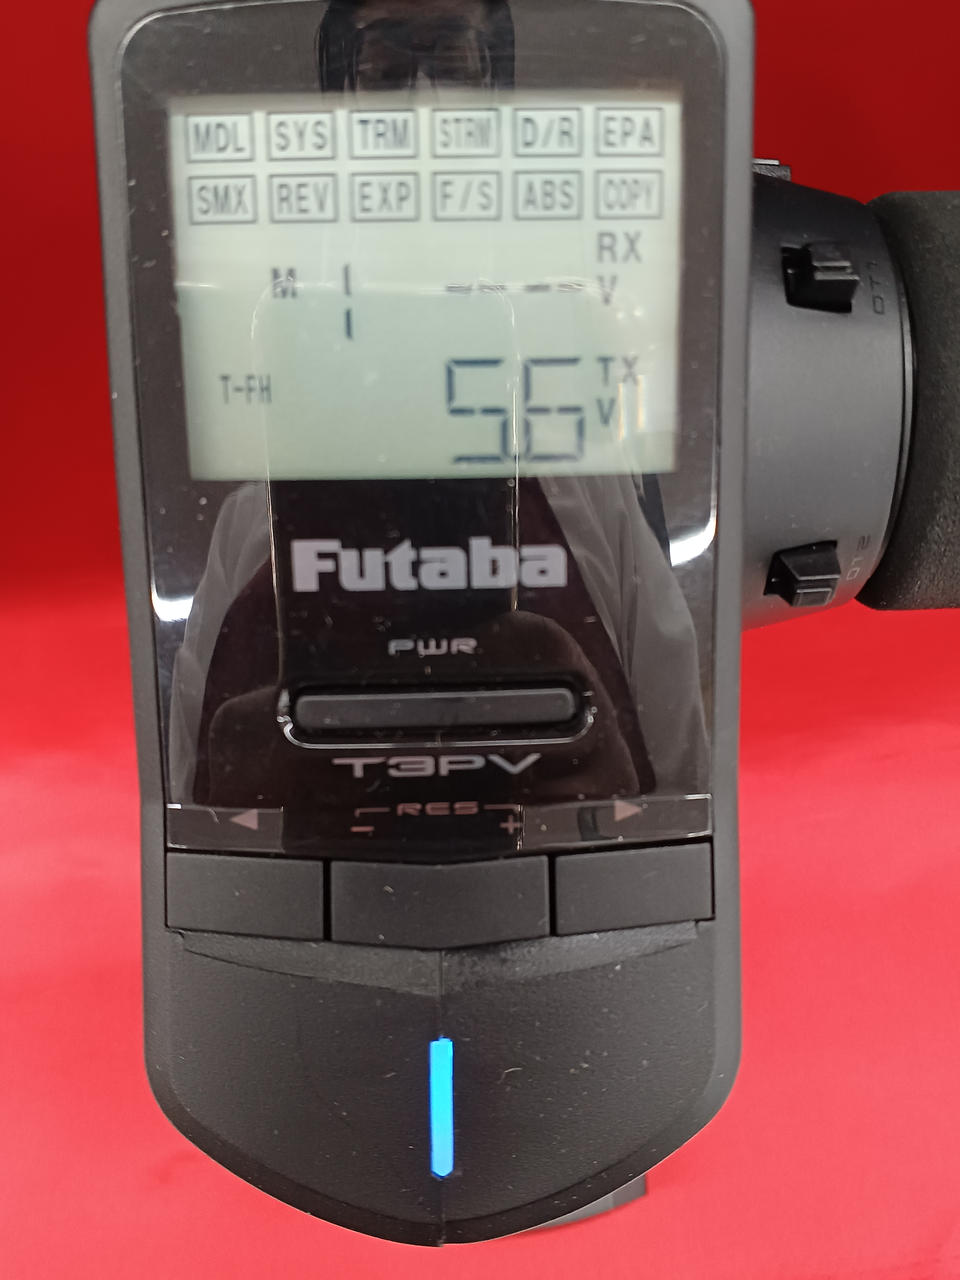 MDL SYS TRM STRM D/R EPA
SMX REV EXP F/S ABS COPY
RX
M 1 -- -- V
T-FH 5.6 TX
V
Futaba
PWR
T3PV
RES
- +
DT1
DT2